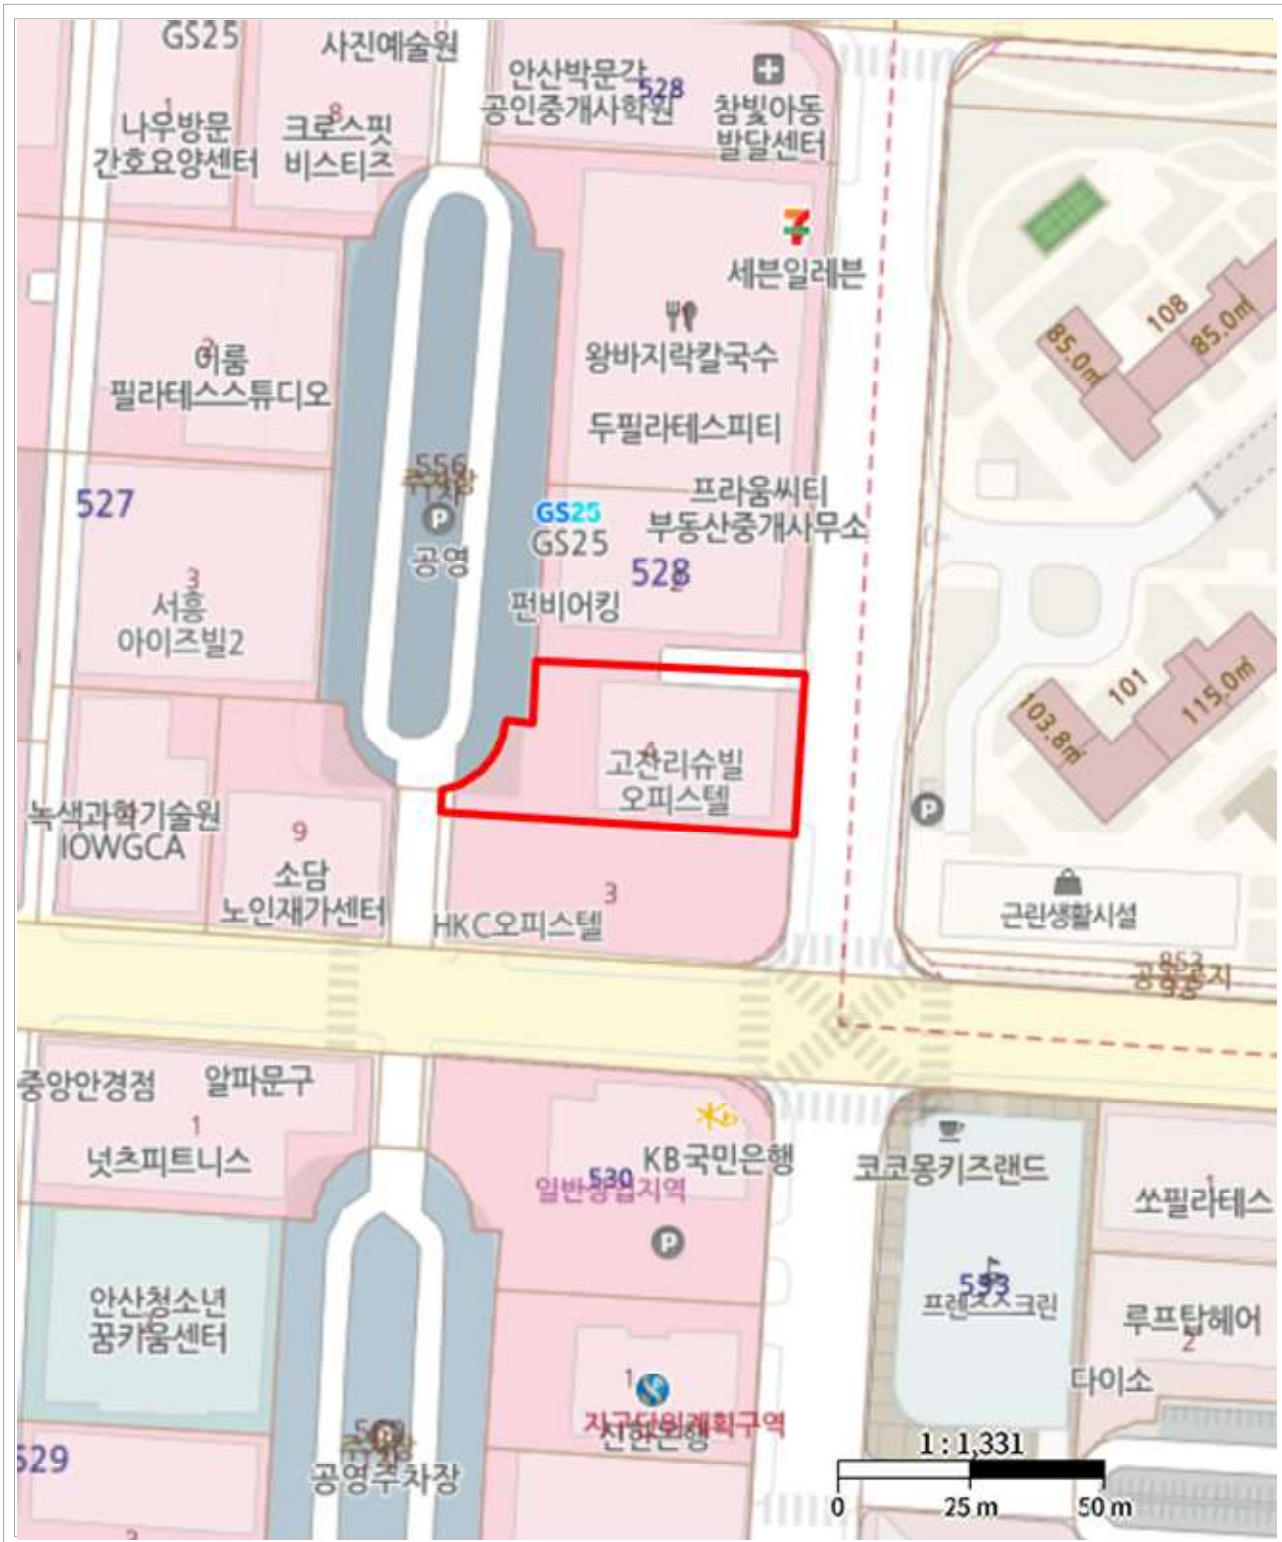 GS25
사진예술원
안산박문각
528
공인중개사학원
참빛아동
발달센터
1
나우방문
간호요양센터
8
크로스핏
비스티즈
세븐일레븐
108
85.0㎡
85.0㎡
왕바지락칼국수
이룸
필라테스스튜디오
두필라테스피티
556
주차장
P
공영
527
GS25
GS25
프라움씨티
부동산중개사무소
528
3
서흥
아이즈빌2
펀비어킹
101
103.8㎡
115.0㎡
4
고잔리슈빌
오피스텔
녹색과학기술원
IOWGCA
9
소담
노인재가센터
3
HKC오피스텔
P
근린생활시설
853
공공공지
중앙안경점
알파문구
1
넛츠피트니스
KB국민은행
530
일반상업지역
P
코코몽키즈랜드
1
쏘필라테스
안산청소년
꿈키움센터
프렌즈스크린
루프탑헤어
2
다이소
1
지구단위계획구역
신한은행
529
공영주차장
3
1 : 1,331
0
25 m
50 m